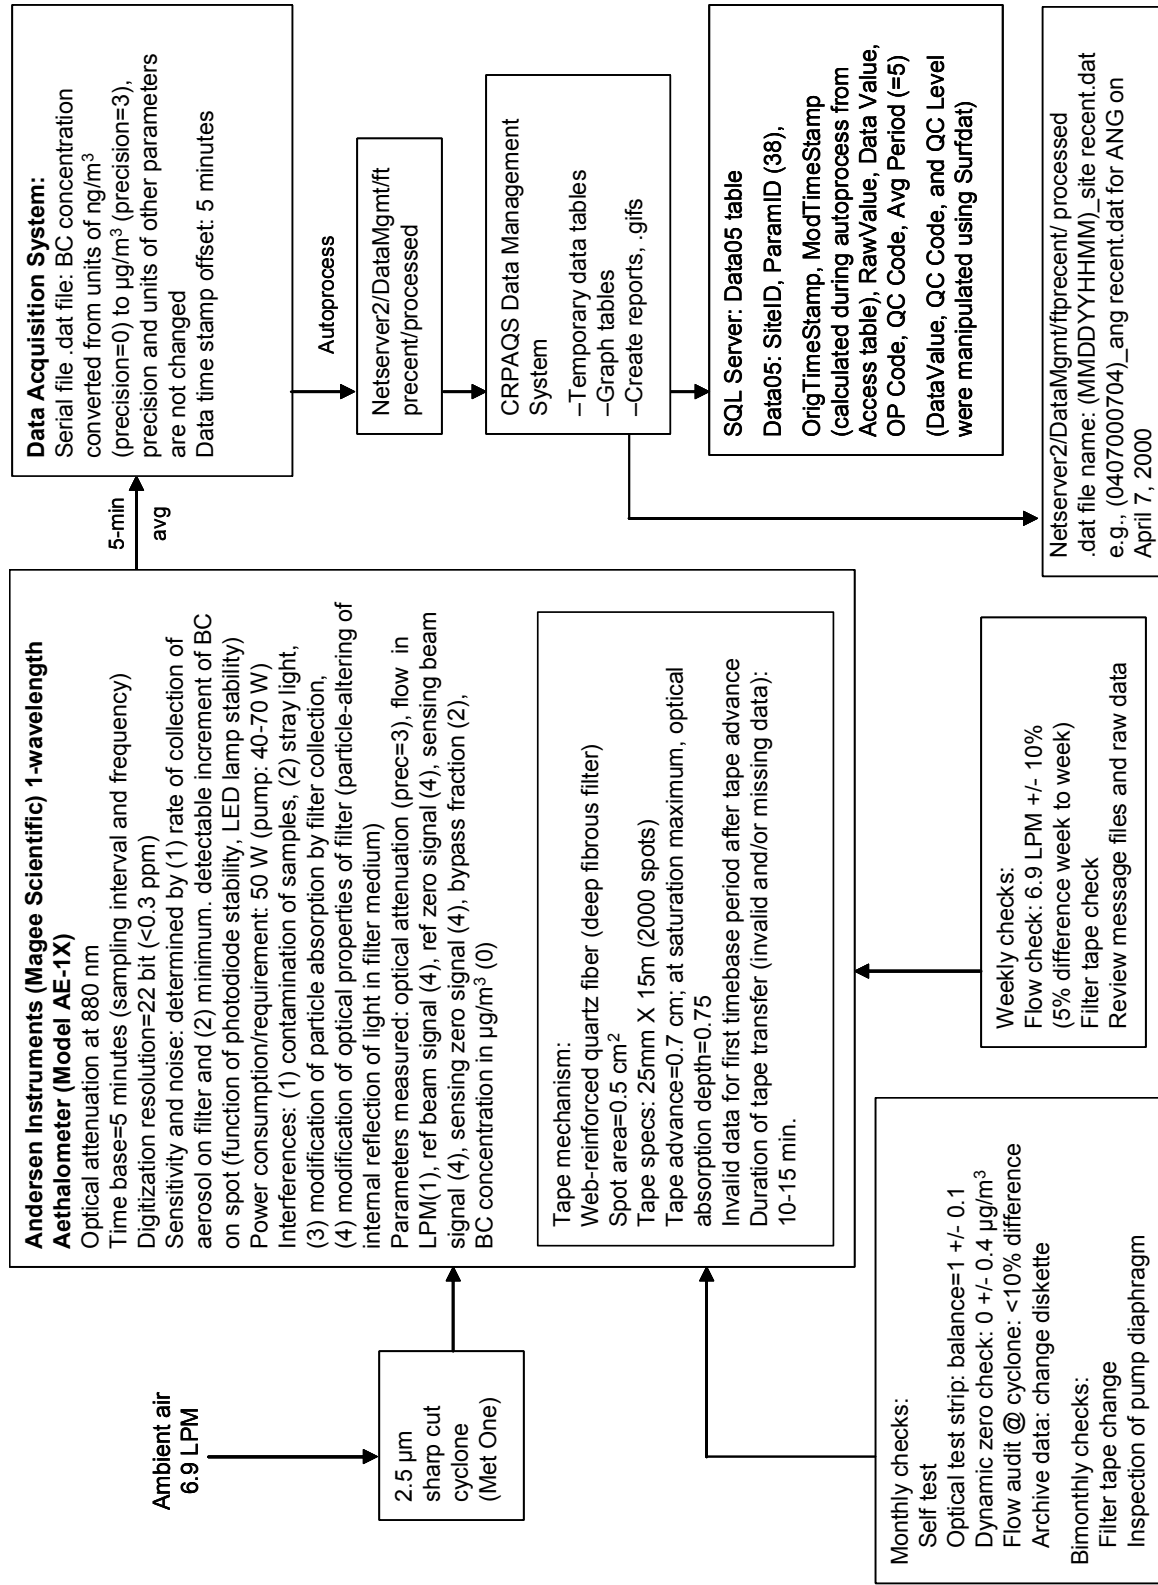 Ambient air
6.9 LPM
2.5 µm
sharp cut
cyclone
(Met One)
Andersen Instruments (Magee Scientific) 1-wavelength
Aethalometer (Model AE-1X)
Optical attenuation at 880 nm
Time base=5 minutes (sampling interval and frequency)
Digitization resolution=22 bit (<0.3 ppm)
Sensitivity and noise: determined by (1) rate of collection of
aerosol on filter and (2) minimum. detectable increment of BC
on spot (function of photodiode stability, LED lamp stability)
Power consumption/requirement: 50 W (pump: 40-70 W)
Interferences: (1) contamination of samples, (2) stray light,
(3) modification of particle absorption by filter collection,
(4) modification of optical properties of filter (particle-altering of
internal reflection of light in filter medium)
Parameters measured: optical attenuation (prec=3), flow in
LPM(1), ref beam signal (4), ref zero signal (4), sensing beam
signal (4), sensing zero signal (4), bypass fraction (2),
BC concentration in µg/m³ (0)
Tape mechanism:
Web-reinforced quartz fiber (deep fibrous filter)
Spot area=0.5 cm²
Tape specs: 25mm X 15m (2000 spots)
Tape advance=0.7 cm; at saturation maximum, optical
absorption depth=0.75
Invalid data for first timebase period after tape advance
Duration of tape transfer (invalid and/or missing data):
10-15 min.
5-min
avg
Data Acquisition System:
Serial file .dat file: BC concentration
converted from units of ng/m³
(precision=0) to µg/m³ (precision=3),
precision and units of other parameters
are not changed
Data time stamp offset: 5 minutes
Autoprocess
Netserver2/DataMgmt/ft
precent/processed
CRPAQS Data Management
System
–Temporary data tables
–Graph tables
–Create reports, .gifs
SQL Server: Data05 table
Data05: SiteID, ParamID (38),
OrigTimeStamp, ModTimeStamp
(calculated during autoprocess from
Access table), RawValue, Data Value,
OP Code, QC Code, Avg Period (=5)
(DataValue, QC Code, and QC Level
were manipulated using Surfdat)
Monthly checks:
Self test
Optical test strip: balance=1 +/- 0.1
Dynamic zero check: 0 +/- 0.4 µg/m³
Flow audit @ cyclone: <10% difference
Archive data: change diskette
Bimonthly checks:
Filter tape change
Inspection of pump diaphragm
Weekly checks:
Flow check: 6.9 LPM +/- 10%
(5% difference week to week)
Filter tape check
Review message files and raw data
Netserver2/DataMgmt/ftprecent/ processed
.dat file name: (MMDDYYHHMM)_site recent.dat
e.g., (0407000704)_ang recent.dat for ANG on
April 7, 2000